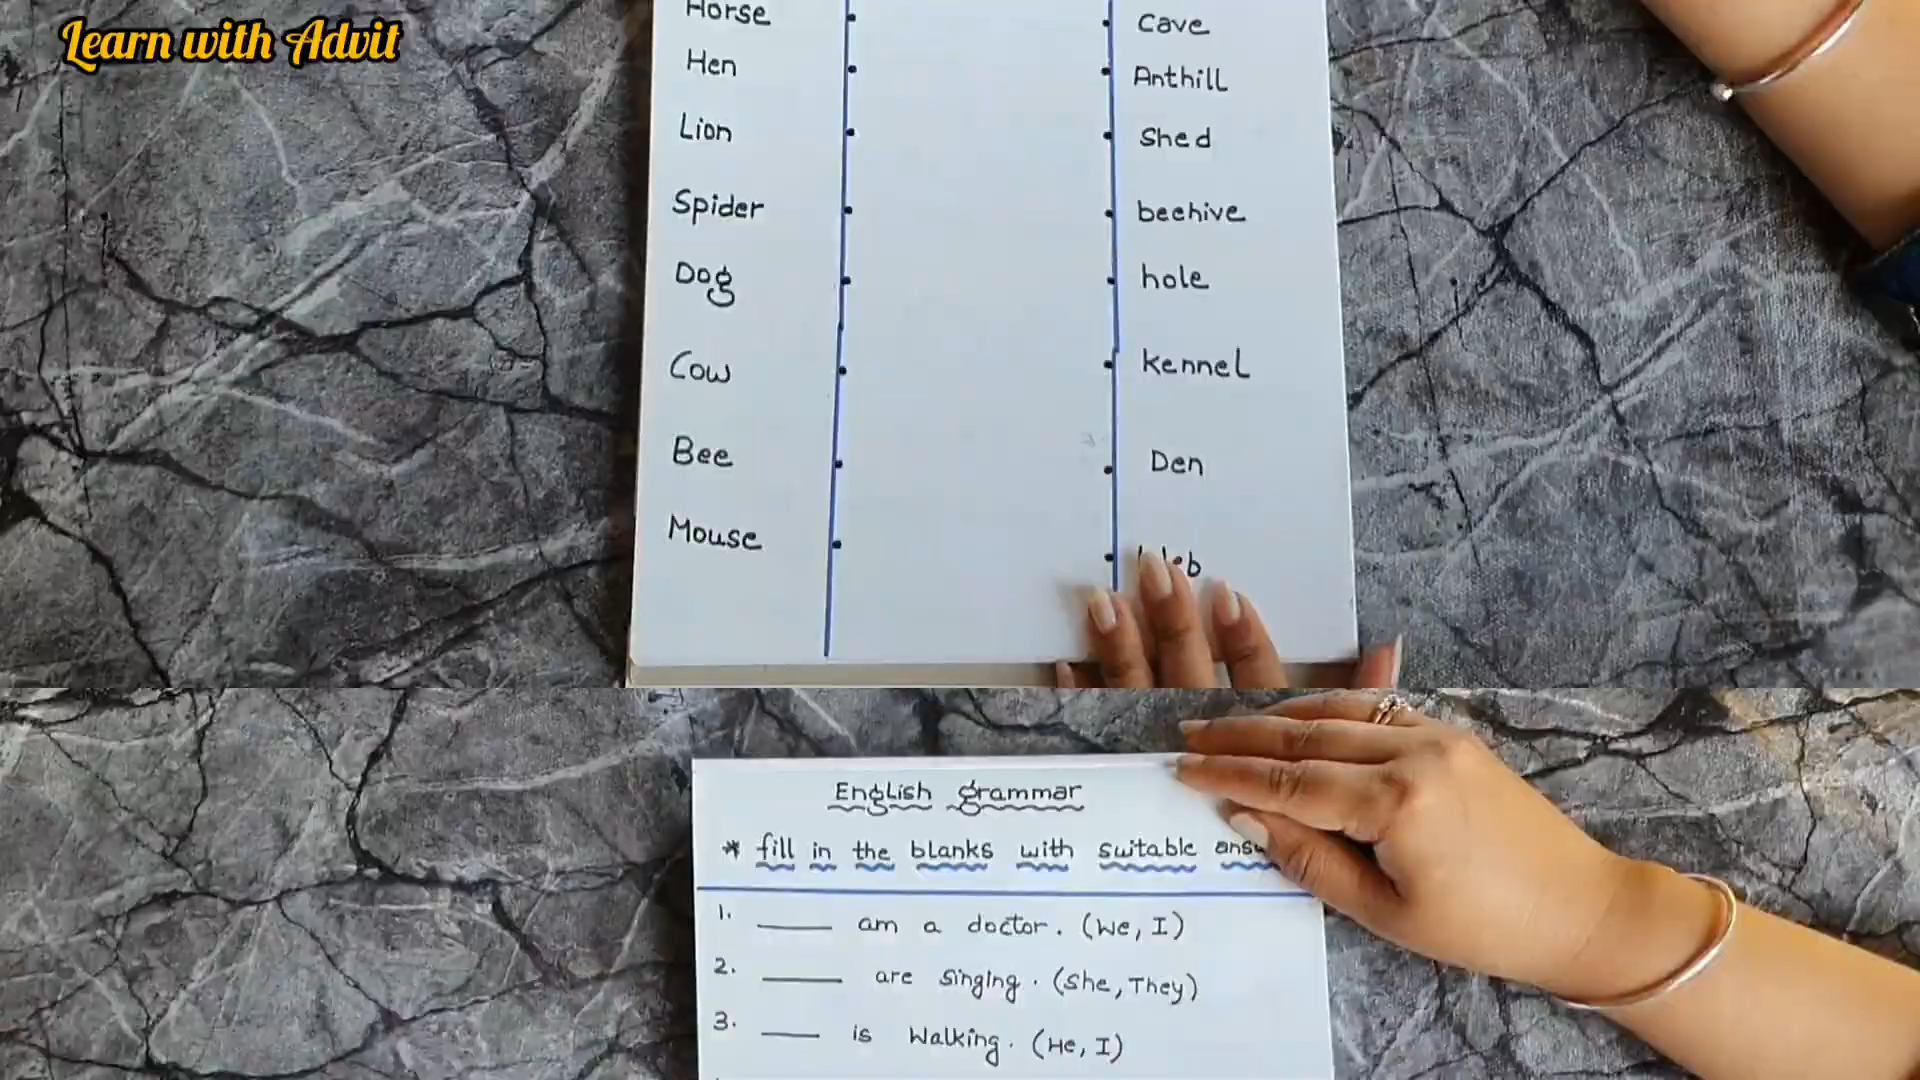 Learn with Advit
Horse Cave
Hen Anthill
Lion Shed
Spider beehive
Dog hole
Cow kennel
Bee Den
Mouse
English grammar
* fill in the blanks with suitable
1. ____ am a doctor. (We, I)
2. ____ are singing. (She, They)
3. ____ is walking. (He, I)